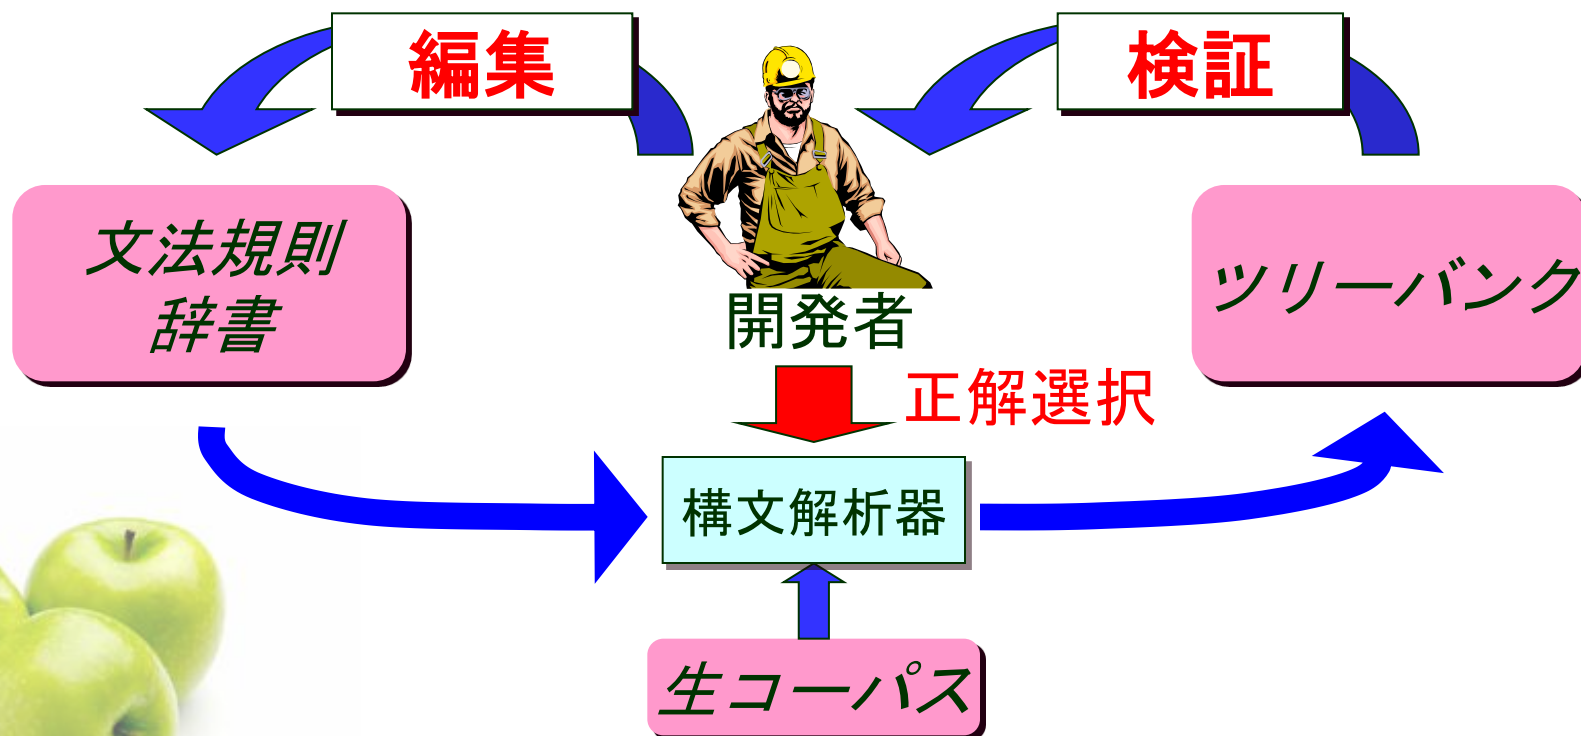 編集
検証
文法規則
辞書
開発者
ツリーバンク
正解選択
構文解析器
生コーパス